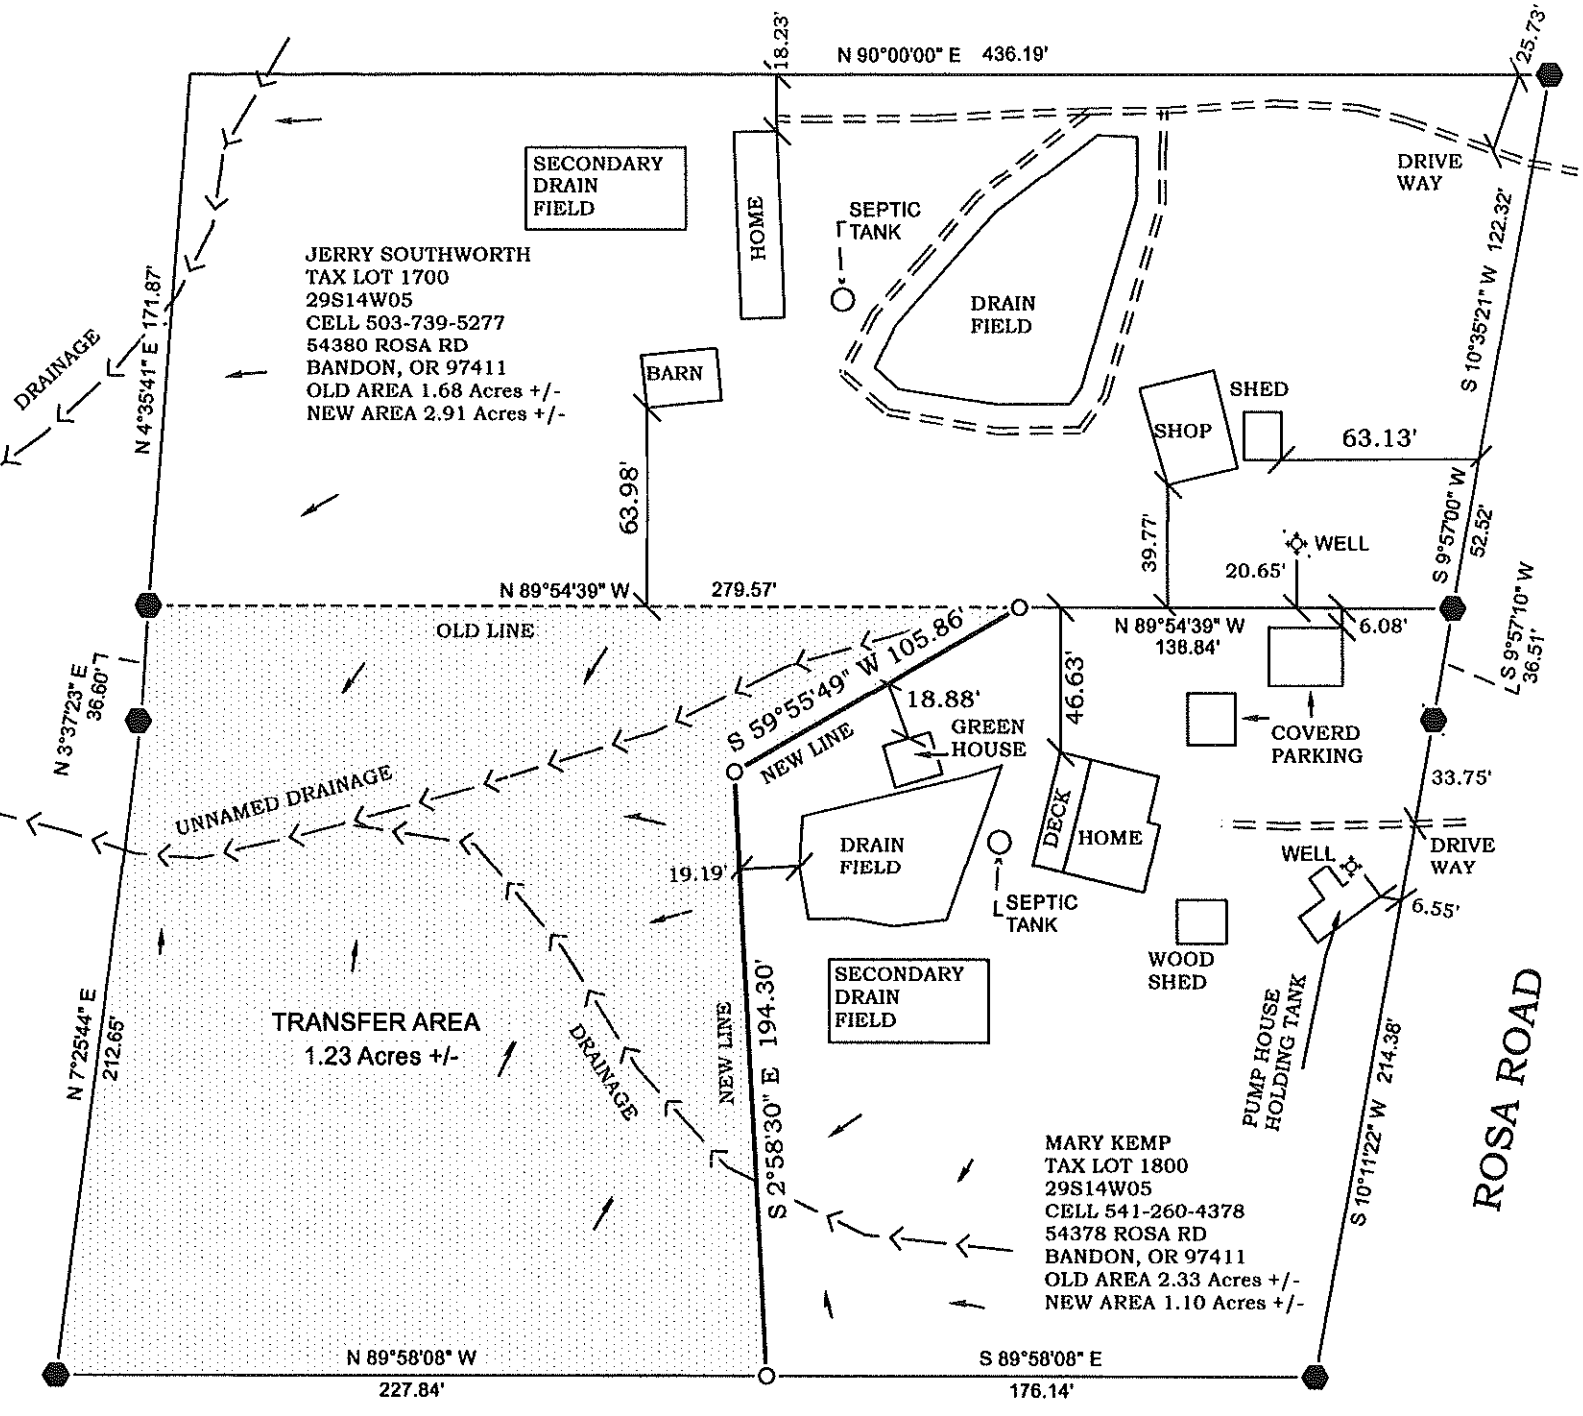 N 90°00'00" E 436.19'
18.23'
25.73'
DRIVE
WAY
SECONDARY
DRAIN
FIELD
HOME
SEPTIC
TANK
DRAIN
FIELD
S 10°35'21" W 122.32'
JERRY SOUTHWORTH
TAX LOT 1700
29S14W05
CELL 503-739-5277
54380 ROSA RD
BANDON, OR 97411
OLD AREA 1.68 Acres +/-
NEW AREA 2.91 Acres +/-
DRAINAGE
N 4°35'41" E 171.87'
BARN
SHED
SHOP
63.13'
63.98'
39.77'
WELL
20.65'
S 9°57'00" W
52.52'
N 89°54'39" W 279.57'
OLD LINE
N 89°54'39" W
138.84'
6.08'
S 9°57'10" W
36.51'
N 3°37'23" E
36.60'
S 59°55'49" W 105.86'
NEW LINE
18.88'
GREEN
HOUSE
46.63'
COVERD
PARKING
33.75'
UNNAMED DRAINAGE
DRAIN
FIELD
DECK
HOME
DRIVE
WAY
WELL
19.19'
SEPTIC
TANK
6.55'
WOOD
SHED
SECONDARY
DRAIN
FIELD
PUMP HOUSE
HOLDING TANK
N 7°25'44" E
212.65'
TRANSFER AREA
1.23 Acres +/-
DRAINAGE
NEW LINE
S 2°58'30" E 194.30'
S 10°11'22" W 214.38'
ROSA ROAD
MARY KEMP
TAX LOT 1800
29S14W05
CELL 541-260-4378
54378 ROSA RD
BANDON, OR 97411
OLD AREA 2.33 Acres +/-
NEW AREA 1.10 Acres +/-
N 89°58'08" W
227.84'
S 89°58'08" E
176.14'